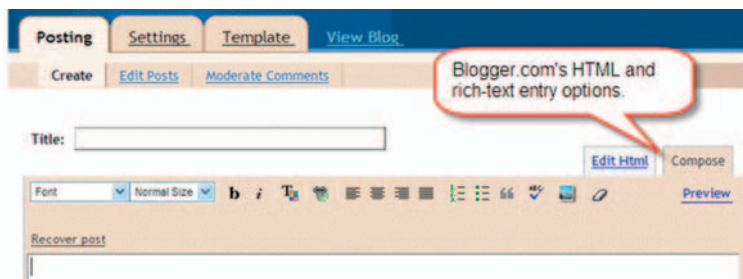 Posting Settings Template View Blog
Create Edit Posts Moderate Comments
Blogger.com's HTML and
rich-text entry options.
Title:
Edit Html Compose
Font Normal Size b i T ABC Preview
Recover post